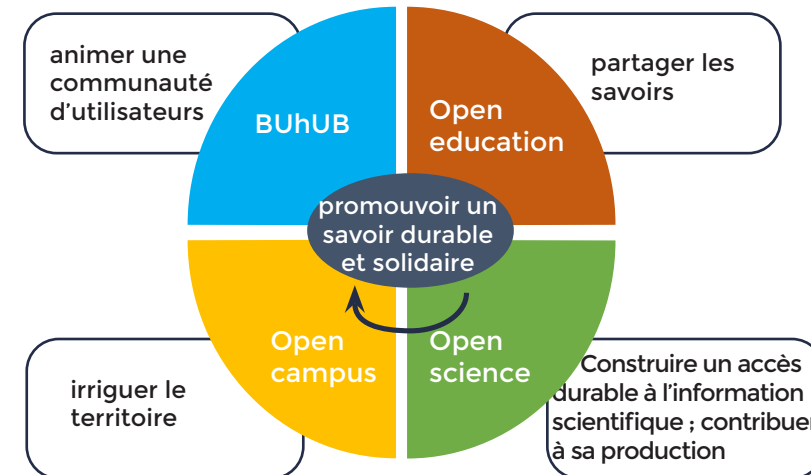 animer une
communauté
d'utilisateurs
BUhUB
Open
education
partager les
savoirs
promouvoir un
savoir durable
et solidaire
Open
campus
Open
science
irriguer le
territoire
Construire un accès
durable à l'information
scientifique ; contribuer
à sa production